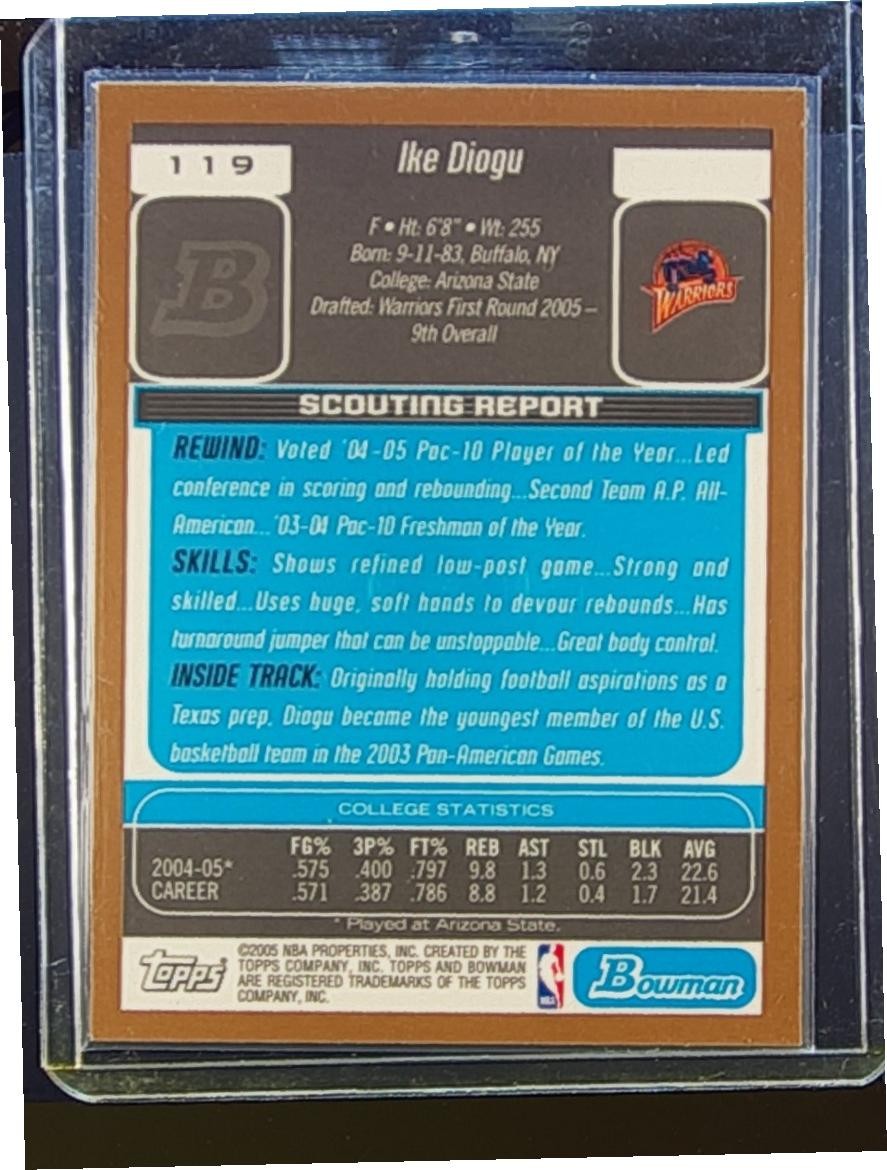 119
Ike Diogu
F • Ht: 6'8" • Wt: 255
Born: 9-11-83, Buffalo, NY
College: Arizona State
Drafted: Warriors First Round 2005 –
9th Overall
B
WARRIORS
SCOUTING REPORT
REWIND: Voted '04-05 Pac-10 Player of the Year...Led
conference in scoring and rebounding...Second Team A.P. All-
American...'03-04 Pac-10 Freshman of the Year.
SKILLS: Shows refined low-post game...Strong and
skilled...Uses huge, soft hands to devour rebounds...Has
turnaround jumper that can be unstoppable...Great body control.
INSIDE TRACK: Originally holding football aspirations as a
Texas prep, Diogu became the youngest member of the U.S.
basketball team in the 2003 Pan-American Games.
COLLEGE STATISTICS
FG% 3P% FT% REB AST STL BLK AVG
2004-05* .575 .400 .797 9.8 1.3 0.6 2.3 22.6
CAREER .571 .387 .786 8.8 1.2 0.4 1.7 21.4
* Played at Arizona State.
Topps
©2005 NBA PROPERTIES, INC. CREATED BY THE
TOPPS COMPANY, INC. TOPPS AND BOWMAN
ARE REGISTERED TRADEMARKS OF THE TOPPS
COMPANY, INC.
NBA
Bowman